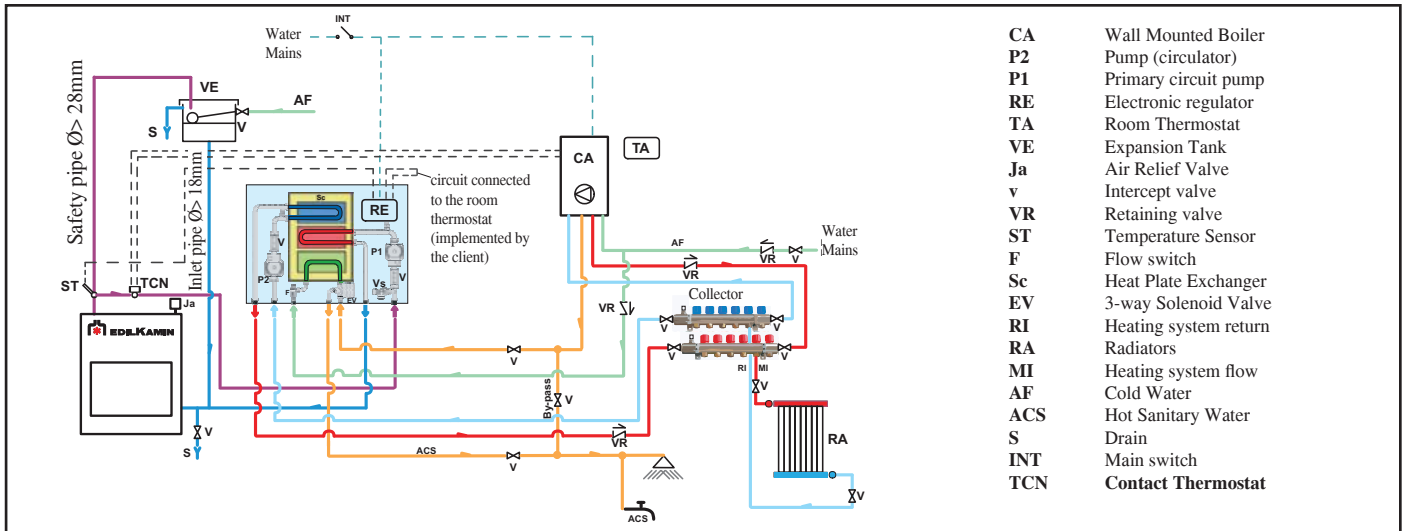 INT
Water
Mains
Safety pipe Ø> 28mm
VE
AF
V
S
Inlet pipe Ø> 18mm
CA
TA
circuit connected
to the room
thermostat
(implemented by
the client)
Sc
RE
V
P2
P1
V
Vs
F
EV
ST
TCN
Ja
EDILKAMIN
AF
VR
V
Water
Mains
VR
VR
Collector
V
V
V
V
RI
MI
V
V
By-pass
V
VR
RA
V
S
ACS
V
V
ACS
CA Wall Mounted Boiler
P2 Pump (circulator)
P1 Primary circuit pump
RE Electronic regulator
TA Room Thermostat
VE Expansion Tank
Ja Air Relief Valve
v Intercept valve
VR Retaining valve
ST Temperature Sensor
F Flow switch
Sc Heat Plate Exchanger
EV 3-way Solenoid Valve
RI Heating system return
RA Radiators
MI Heating system flow
AF Cold Water
ACS Hot Sanitary Water
S Drain
INT Main switch
TCN Contact Thermostat